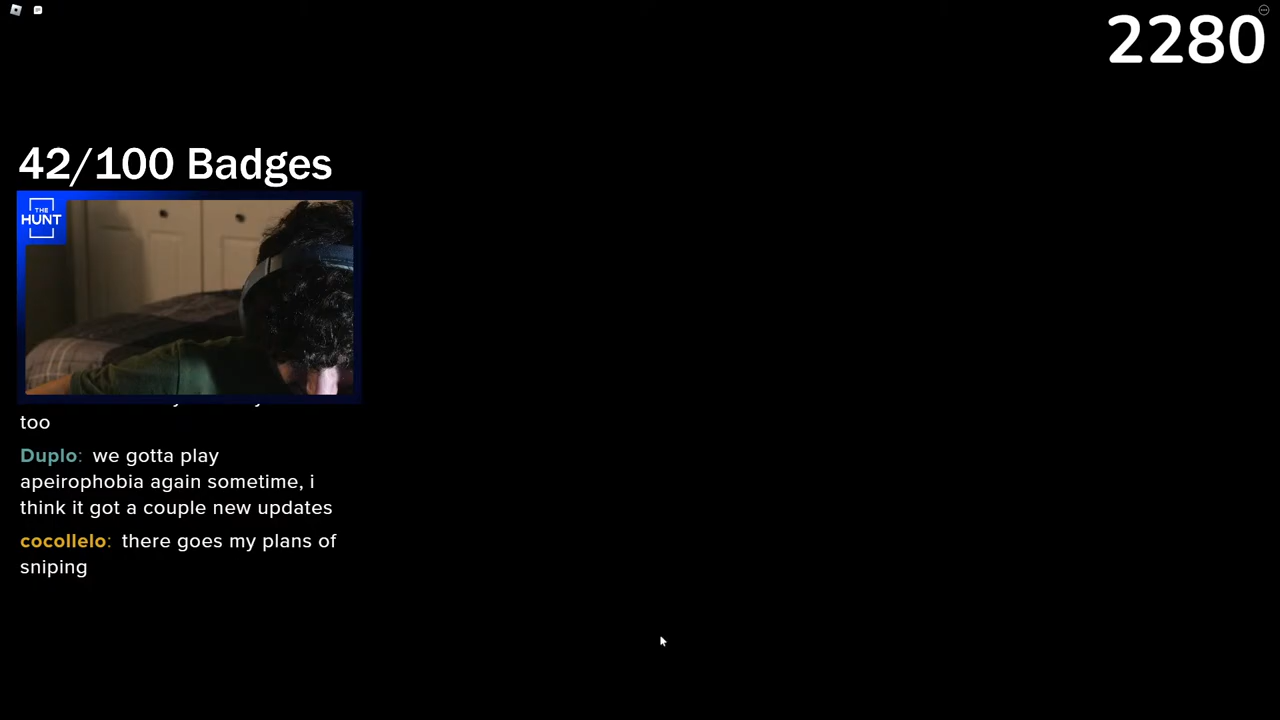 2280
42/100 Badges
THE
HUNT
too
Duplo: we gotta play
apeirophobia again sometime, i
think it got a couple new updates
cocollelo: there goes my plans of
sniping